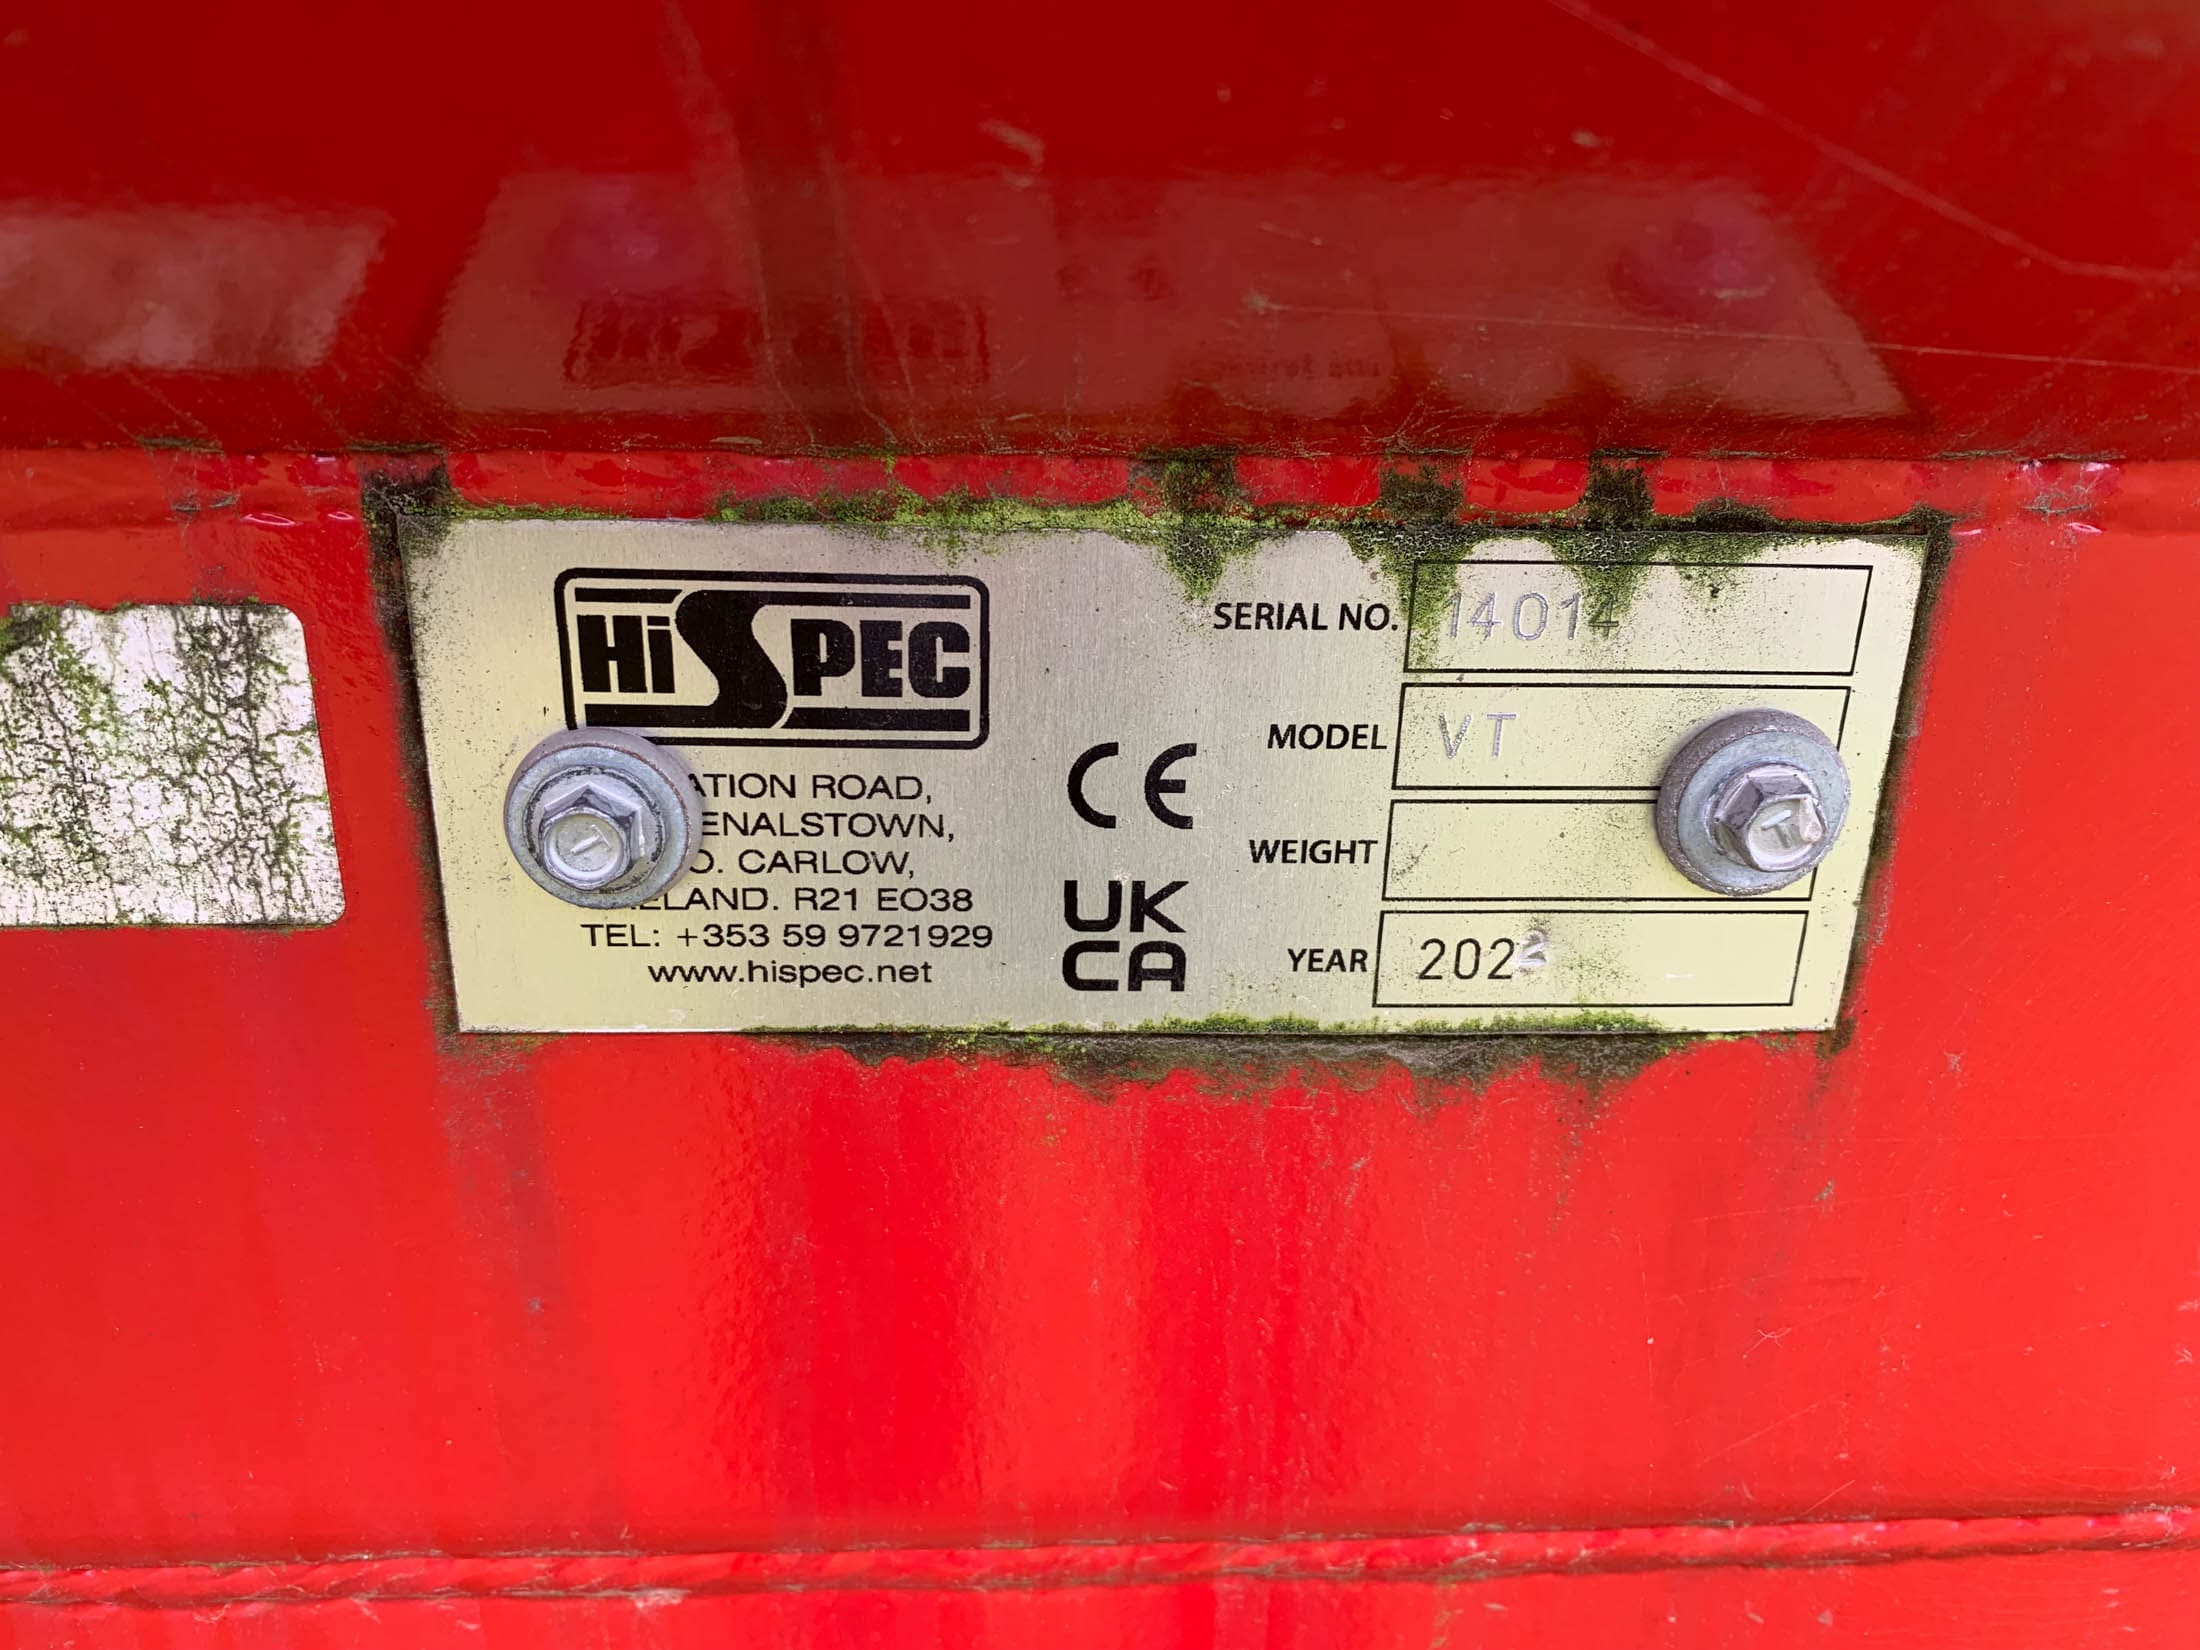 HiSPEC
ATION ROAD,
ENALSTOWN,
O. CARLOW,
ELAND. R21 EO38
TEL: +353 59 9721929
www.hispec.net
CE
UK
CA
SERIAL NO. 14014
MODEL VT
WEIGHT
YEAR 2022